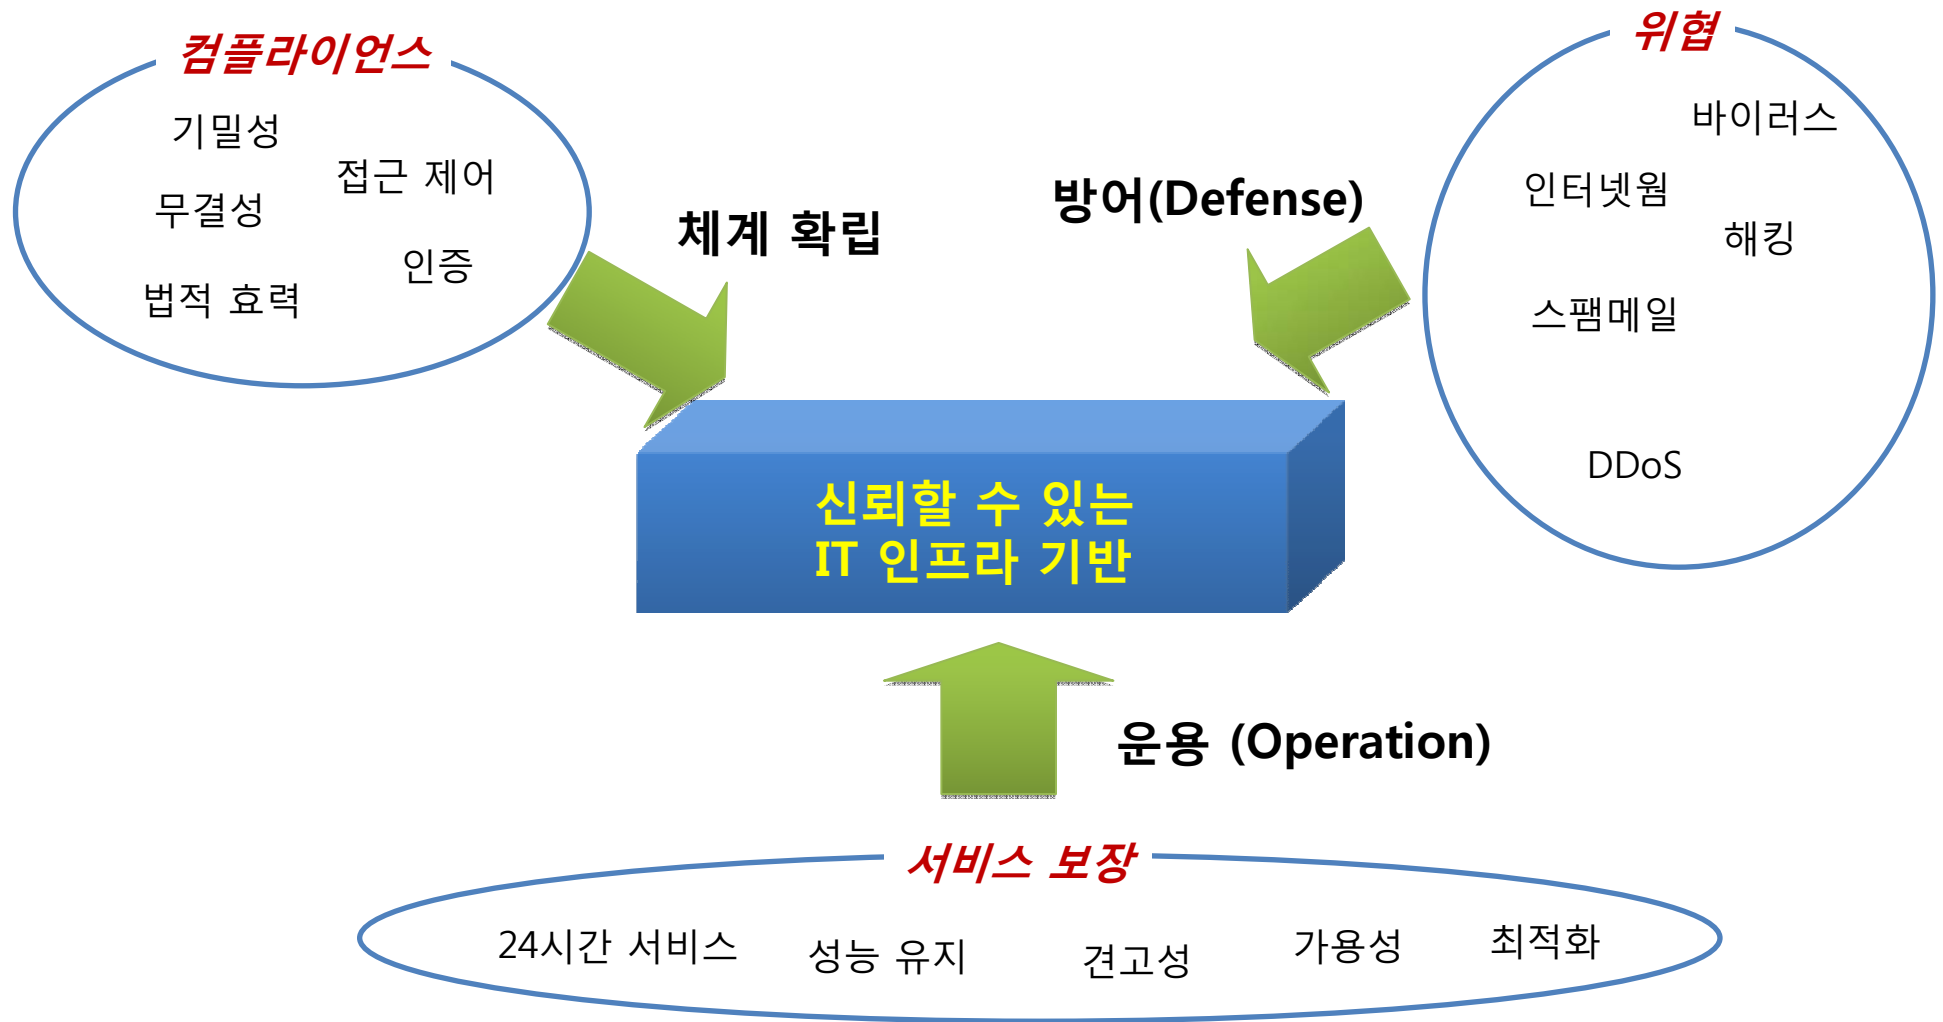 컴플라이언스
기밀성
접근 제어
무결성
인증
법적 효력
체계 확립
위협
바이러스
인터넷웜
해킹
스팸메일
DDoS
방어(Defense)
신뢰할 수 있는
IT 인프라 기반
운용 (Operation)
서비스 보장
24시간 서비스
성능 유지
견고성
가용성
최적화